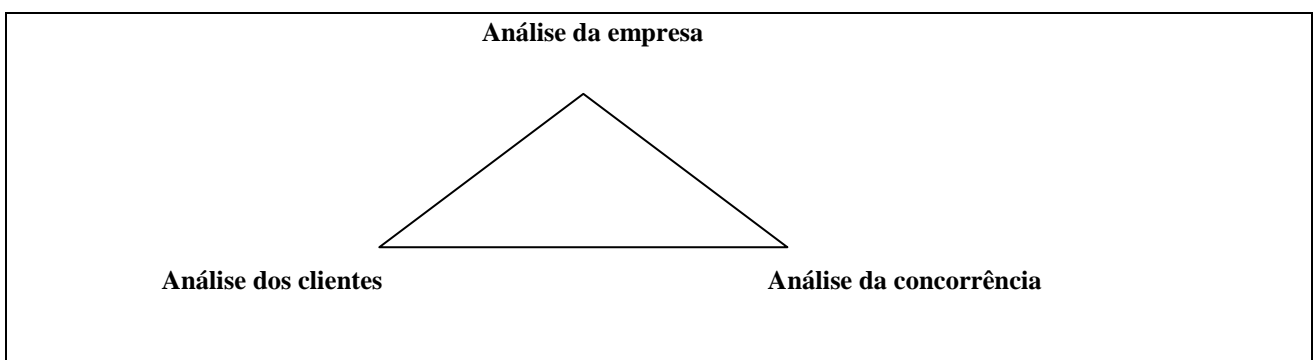 Análise da empresa
Análise dos clientes
Análise da concorrência